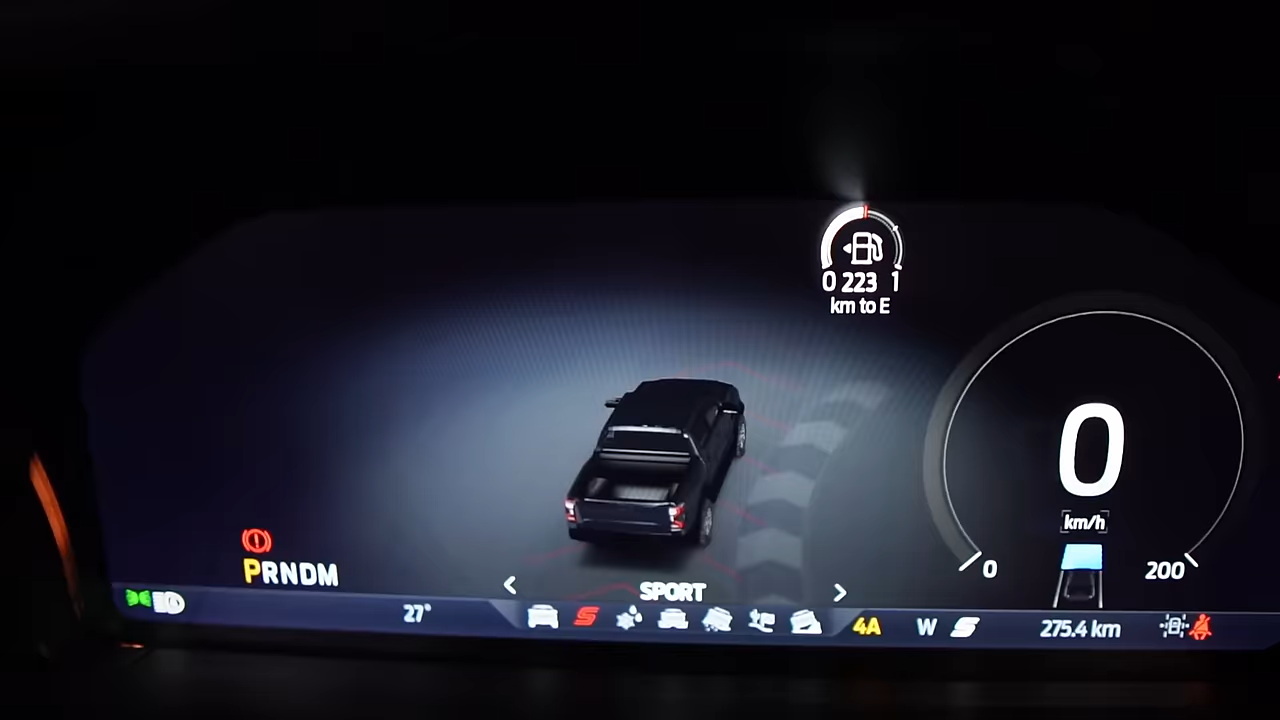 0 223 1
km to E
0
km/h
0 200
PRNDM
< SPORT >
27°
S
4A
W
275.4 km